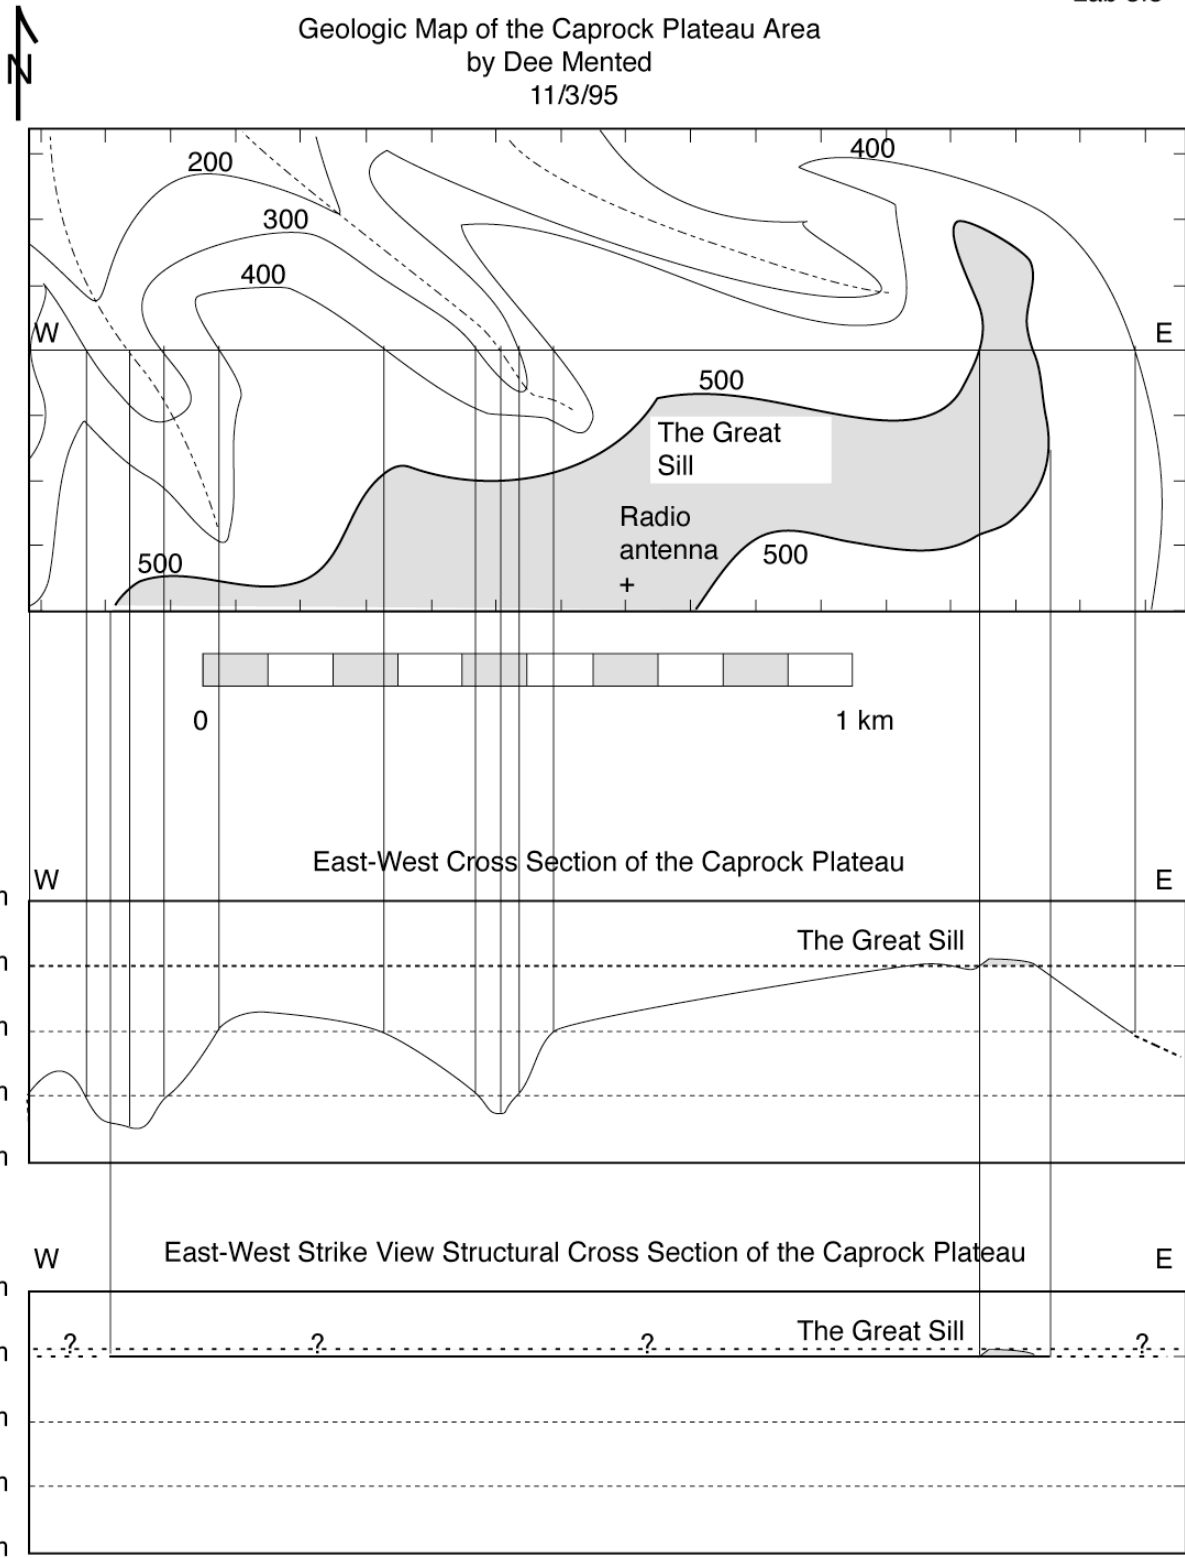 Geologic Map of the Caprock Plateau Area
by Dee Mented
11/3/95
N
200
400
300
400
W
E
500
The Great
Sill
Radio
antenna
+
500
500
0
1 km
East-West Cross Section of the Caprock Plateau
W
E
The Great Sill
W
East-West Strike View Structural Cross Section of the Caprock Plateau
E
The Great Sill
? ? ? ?